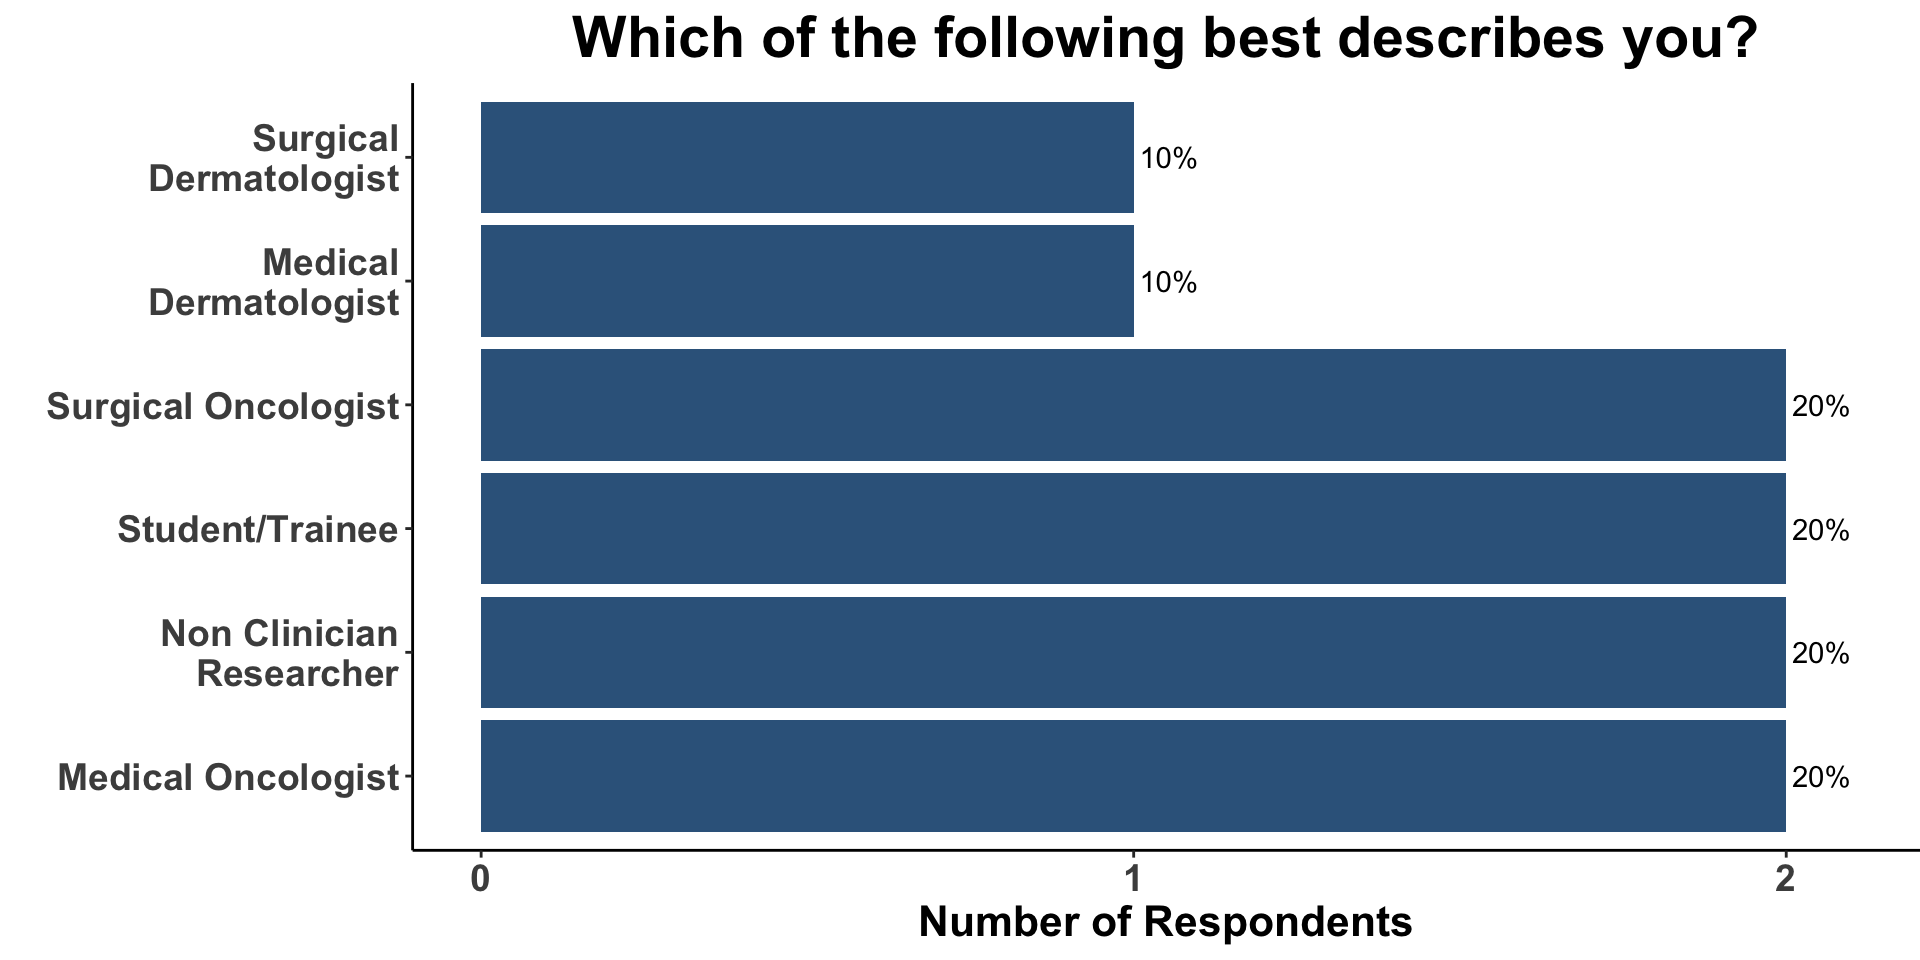 Which of the following best describes you?
Surgical
Dermatologist
10%
Medical
Dermatologist
10%
Surgical Oncologist
20%
Student/Trainee
20%
Non Clinician
Researcher
20%
Medical Oncologist
20%
0 1 2
Number of Respondents